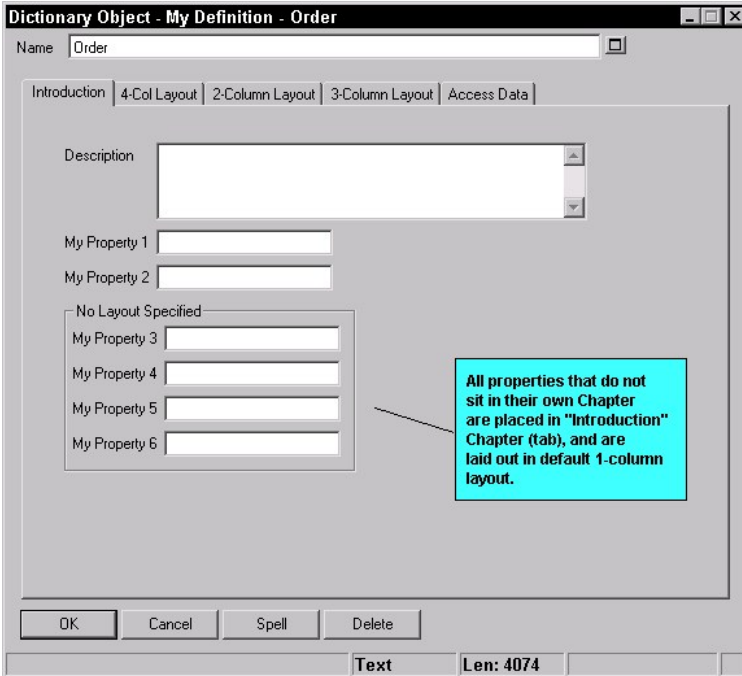 Dictionary Object - My Definition - Order
Name Order
Introduction 4-Col Layout 2-Column Layout 3-Column Layout Access Data
Description
My Property 1
My Property 2
No Layout Specified
My Property 3
My Property 4
My Property 5
My Property 6
All properties that do not
sit in their own Chapter
are placed in "Introduction"
Chapter (tab), and are
laid out in default 1-column
layout.
OK Cancel Spell Delete
Text Len: 4074